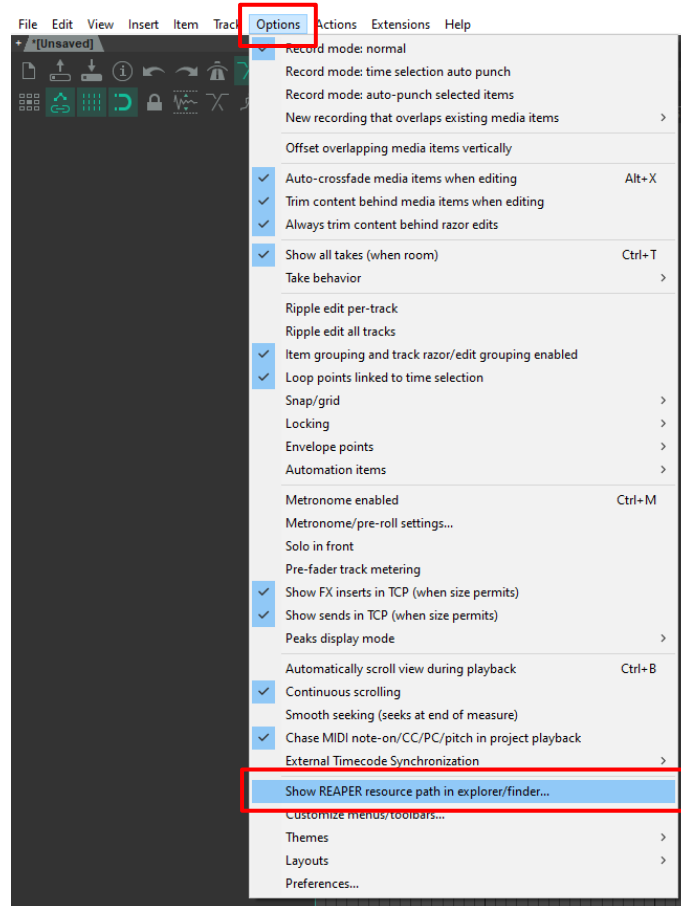 File Edit View Insert Item Track Options Actions Extensions Help
*[Unsaved]
Record mode: normal
Record mode: time selection auto punch
Record mode: auto-punch selected items
New recording that overlaps existing media items
Offset overlapping media items vertically
Auto-crossfade media items when editing Alt+X
Trim content behind media items when editing
Always trim content behind razor edits
Show all takes (when room) Ctrl+T
Take behavior
Ripple edit per-track
Ripple edit all tracks
Item grouping and track razor/edit grouping enabled
Loop points linked to time selection
Snap/grid
Locking
Envelope points
Automation items
Metronome enabled Ctrl+M
Metronome/pre-roll settings...
Solo in front
Pre-fader track metering
Show FX inserts in TCP (when size permits)
Show sends in TCP (when size permits)
Peaks display mode
Automatically scroll view during playback Ctrl+B
Continuous scrolling
Smooth seeking (seeks at end of measure)
Chase MIDI note-on/CC/PC/pitch in project playback
External Timecode Synchronization
Show REAPER resource path in explorer/finder...
Customize menus/toolbars...
Themes
Layouts
Preferences...